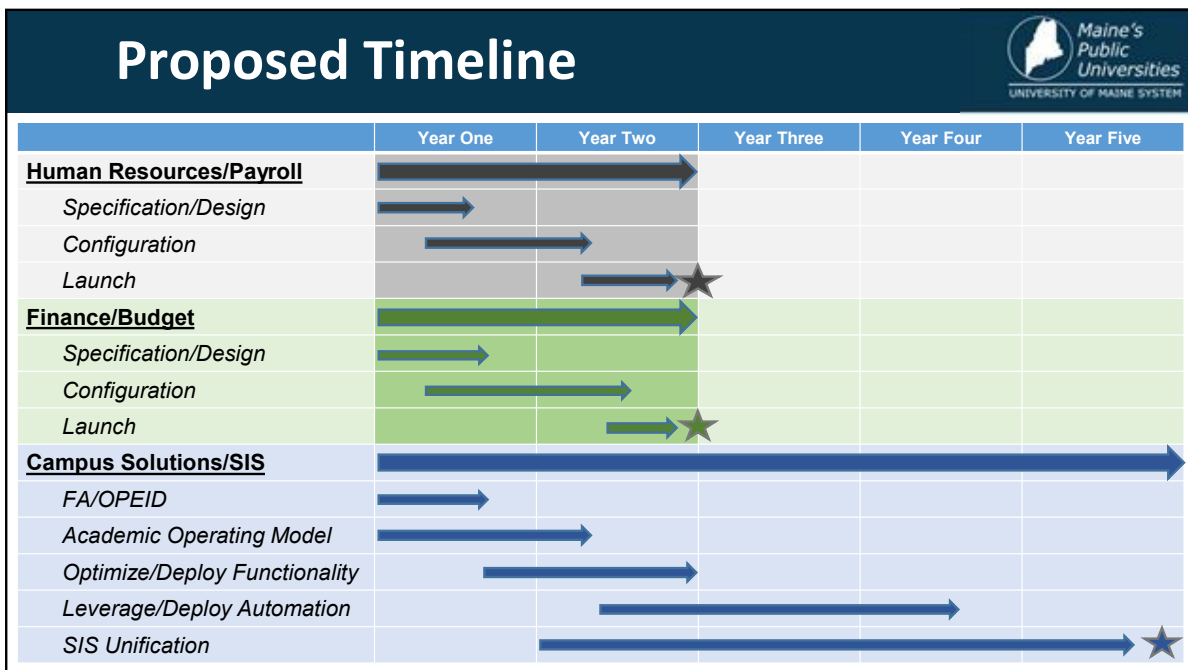 Proposed Timeline
Maine's
Public
Universities
UNIVERSITY OF MAINE SYSTEM
Year One Year Two Year Three Year Four Year Five
Human Resources/Payroll
Specification/Design
Configuration
Launch
Finance/Budget
Specification/Design
Configuration
Launch
Campus Solutions/SIS
FA/OPEID
Academic Operating Model
Optimize/Deploy Functionality
Leverage/Deploy Automation
SIS Unification